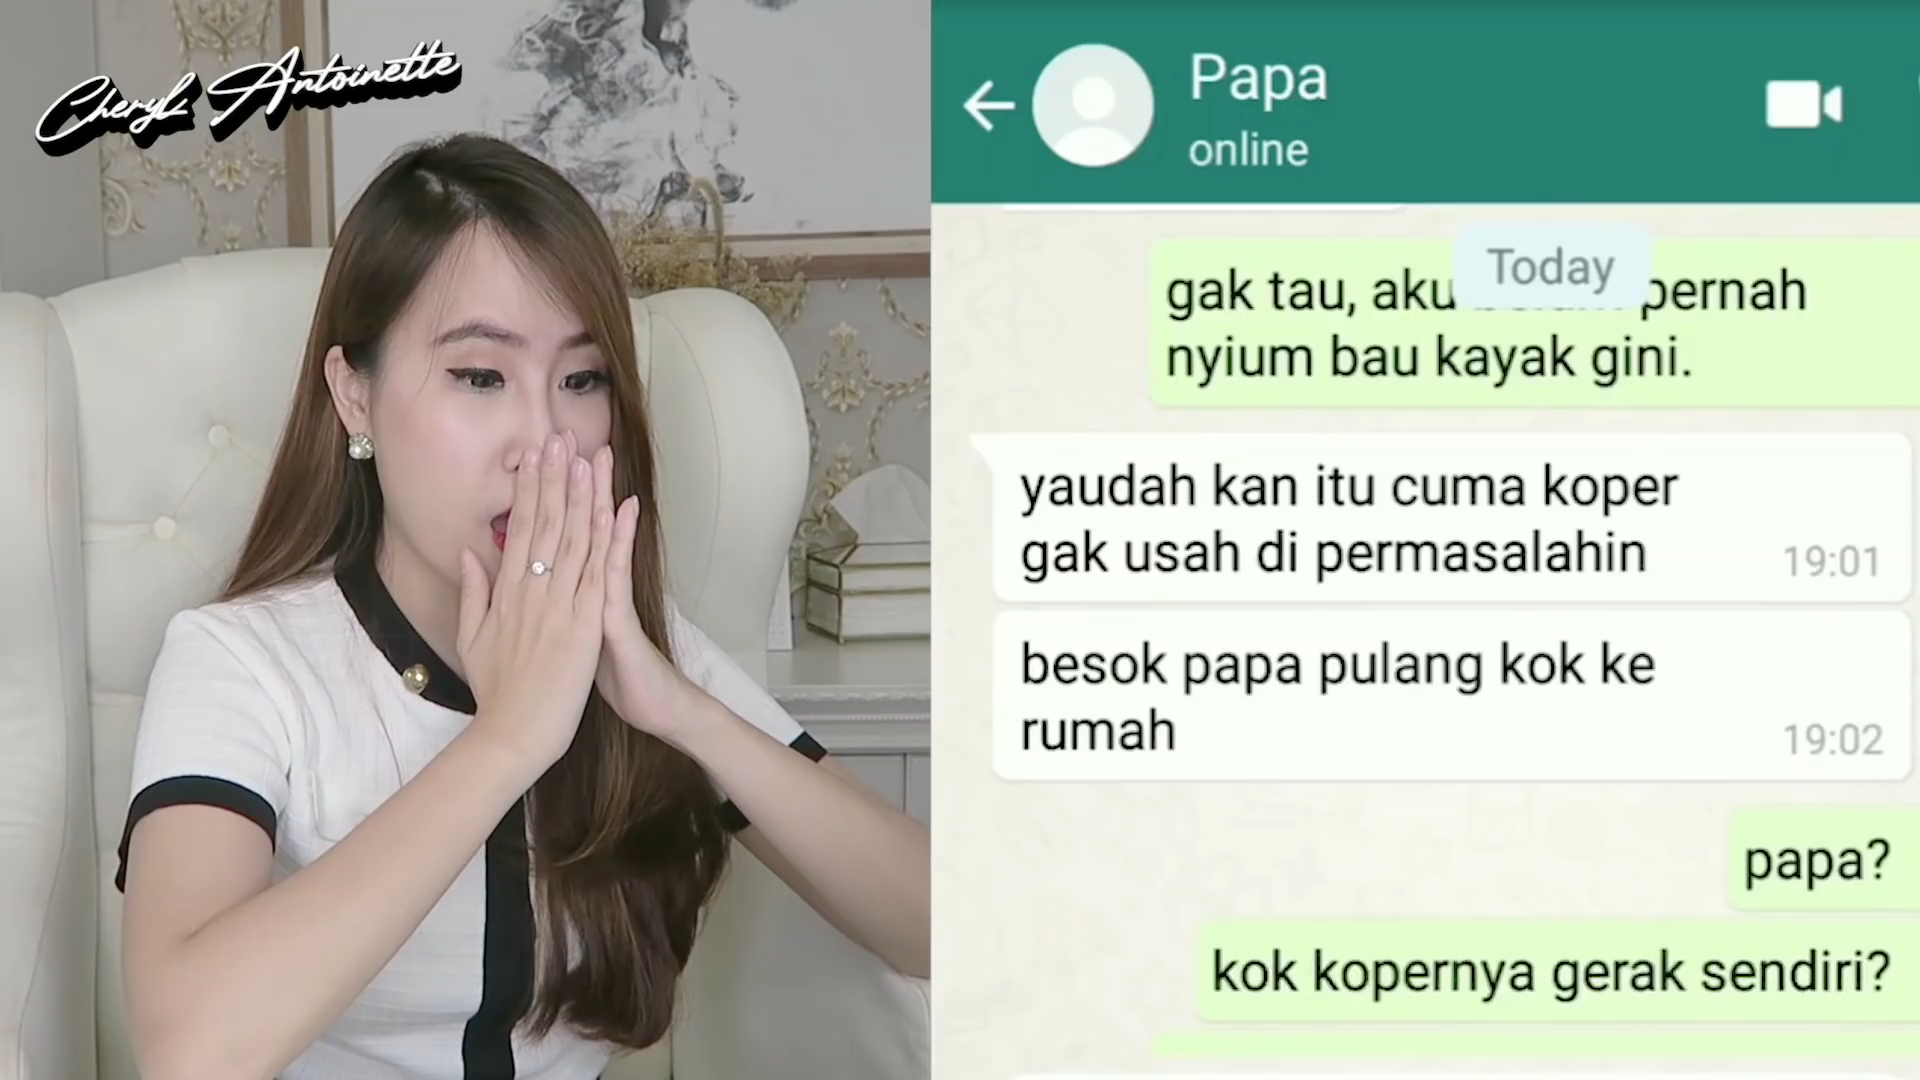 Cheryl Antoinette
Papa
online
Today
gak tau, aku pernah
nyium bau kayak gini.
yaudah kan itu cuma koper
gak usah di permasalahin
19:01
besok papa pulang kok ke
rumah
19:02
papa?
kok kopernya gerak sendiri?